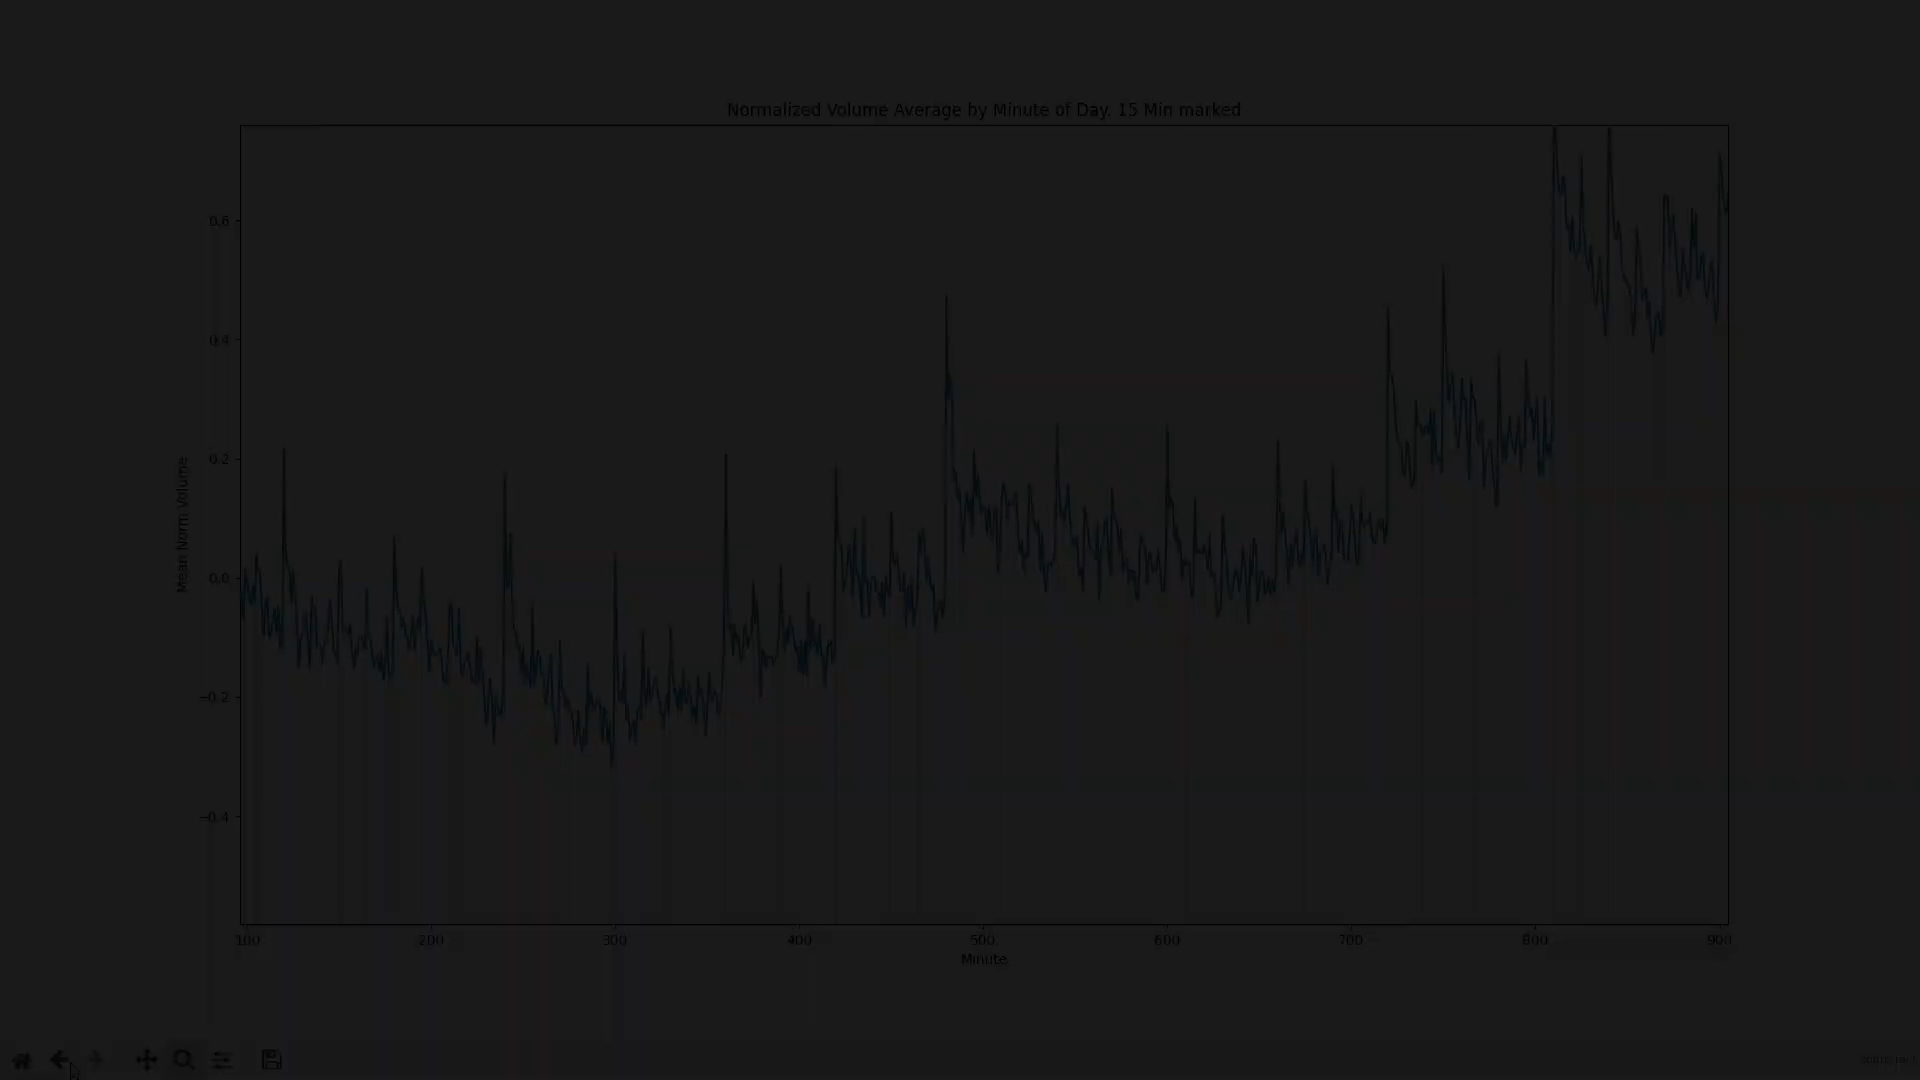 Normalized Volume Average by Minute of Day. 15 Min marked
0.6
0.4
0.2
0.0
−0.2
−0.4
Mean Norm Volume
100 200 300 400 500 600 700 800 900
Minute